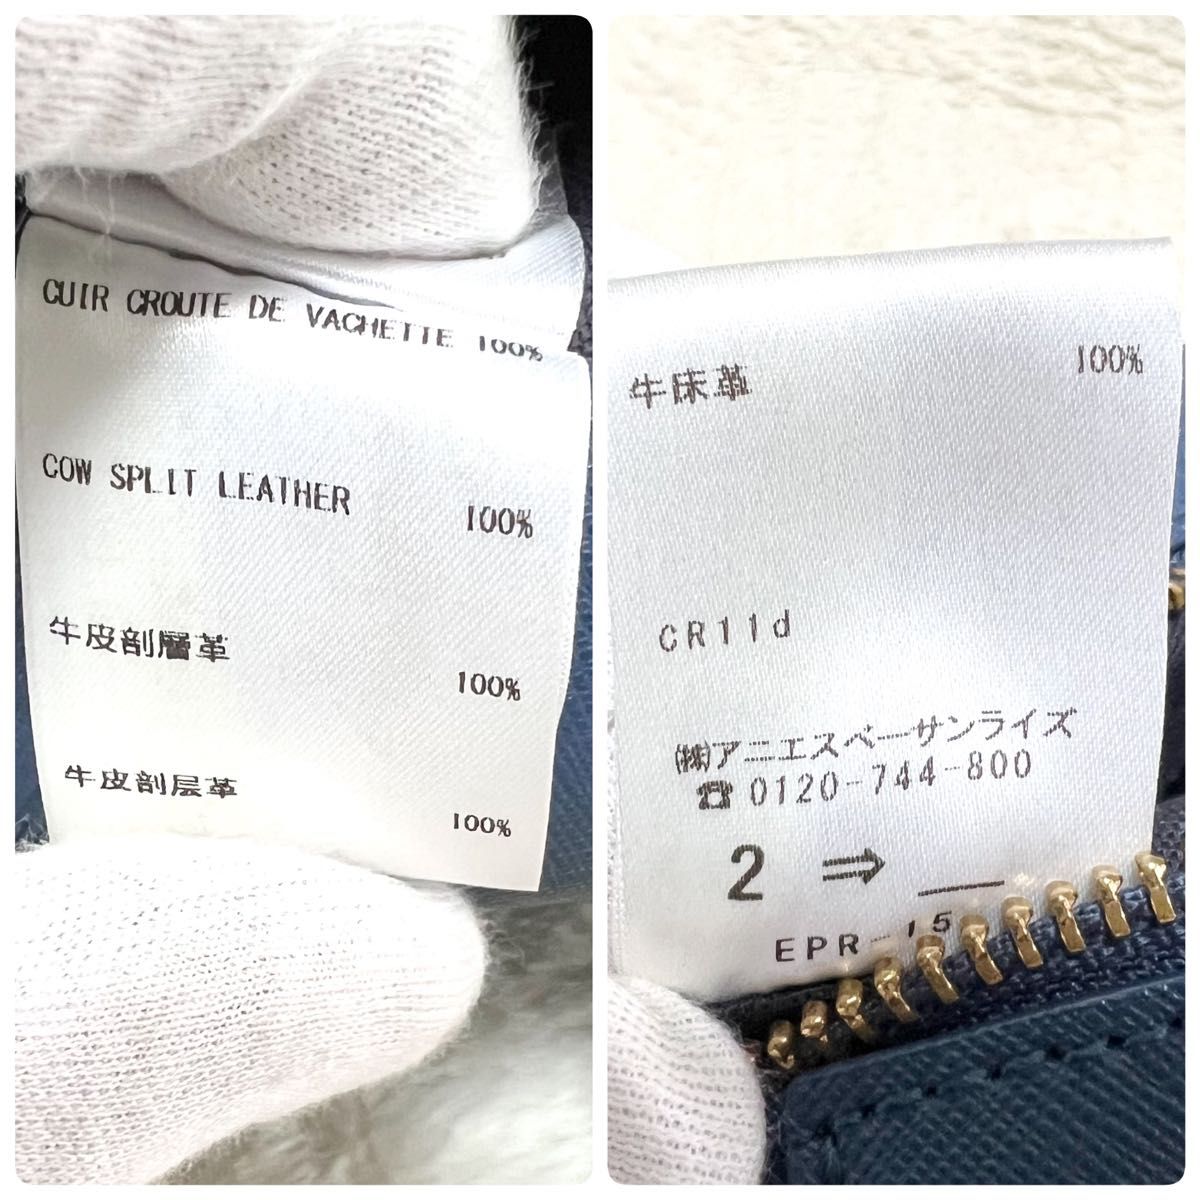 CUIR CROUTE DE VACHETTE 100%
COW SPLIT LEATHER 100%
牛皮剖層革 100%
牛皮剖层革 100%
牛床革 100%
CR11d
㈱アニエスベーサンライズ
☎0120-744-800
2 ⇒ __
EPR-15